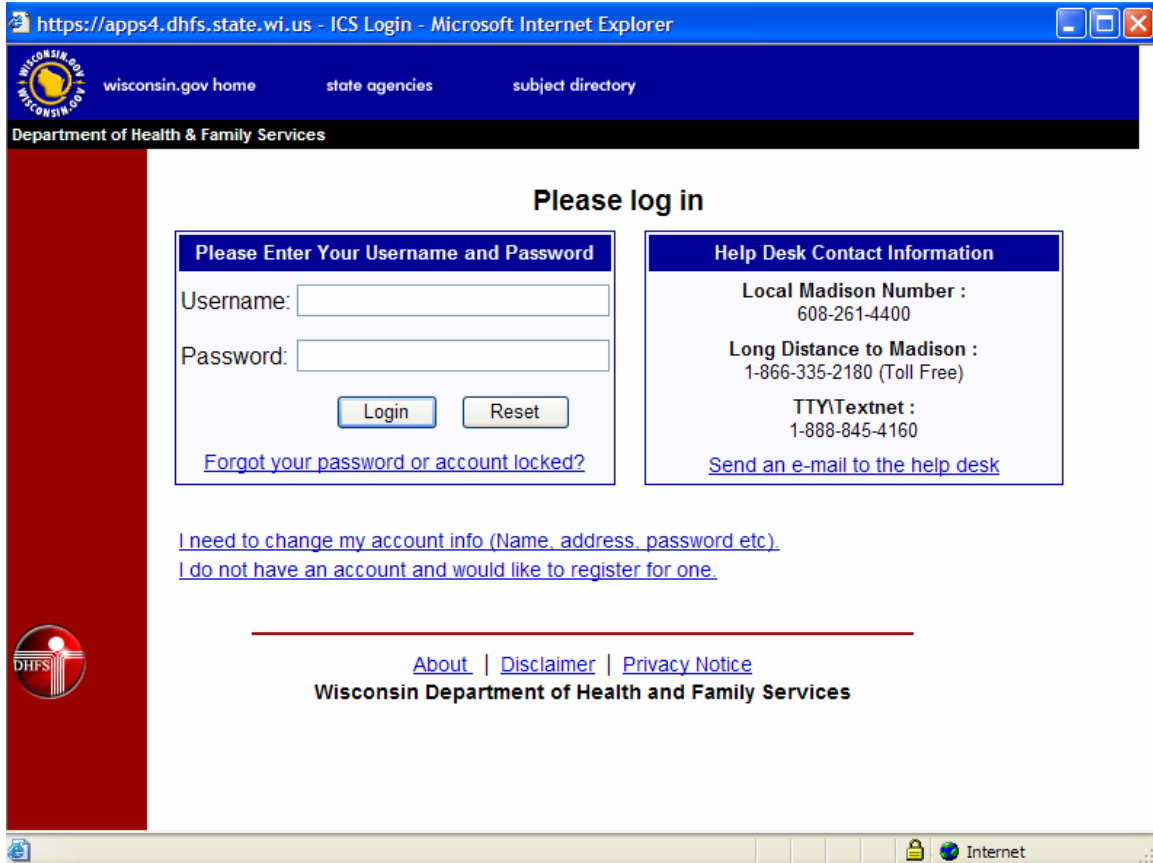 https://apps4.dhfs.state.wi.us - ICS Login - Microsoft Internet Explorer
WISCONSIN.GOV
WISCONSIN.GOV
wisconsin.gov home state agencies subject directory
Department of Health & Family Services
Please log in
Please Enter Your Username and Password
Username:
Password:
Login Reset
Forgot your password or account locked?
Help Desk Contact Information
Local Madison Number :
608-261-4400
Long Distance to Madison :
1-866-335-2180 (Toll Free)
TTY\Textnet :
1-888-845-4160
Send an e-mail to the help desk
I need to change my account info (Name, address, password etc).
I do not have an account and would like to register for one.
DHFS
About | Disclaimer | Privacy Notice
Wisconsin Department of Health and Family Services
Internet